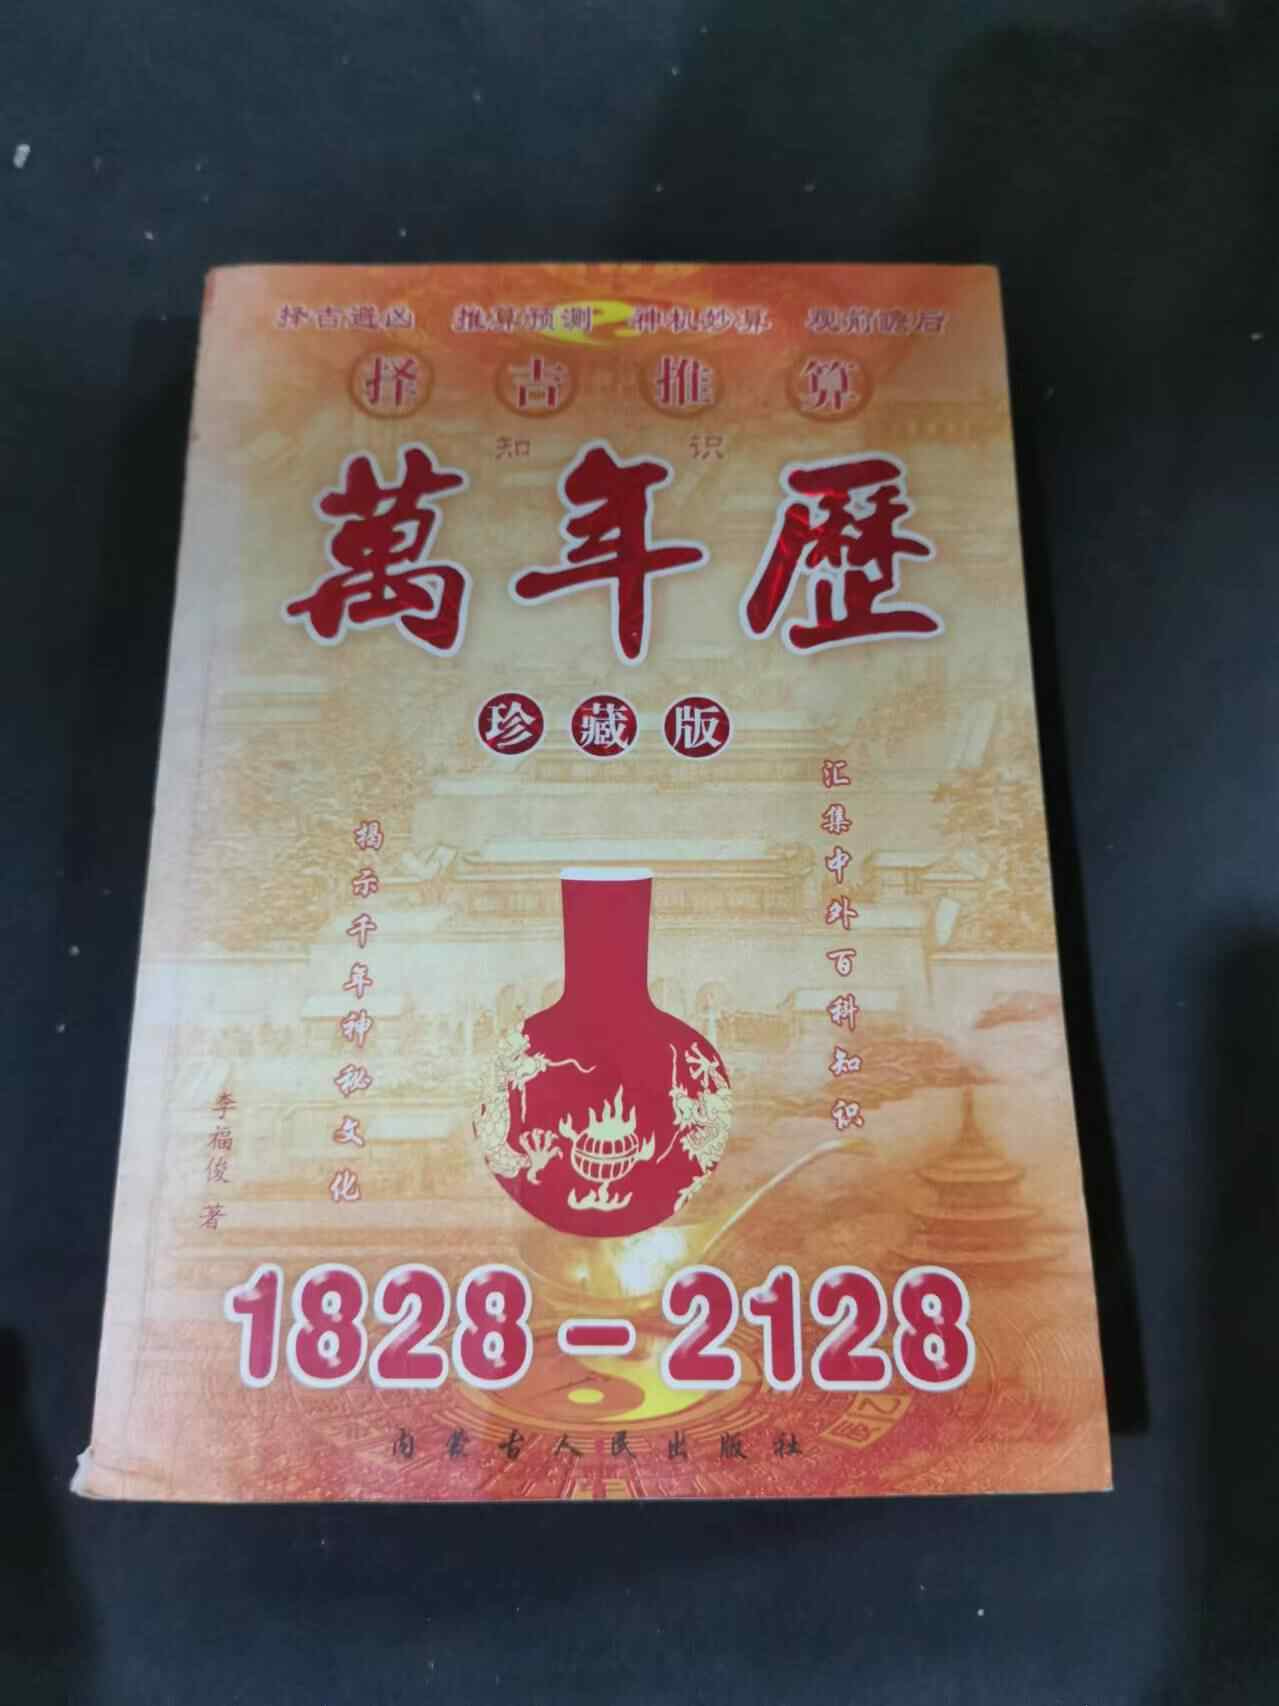 择吉避凶 推算预测 神机妙算 观前瞻后
择吉推算
知识
萬年歷
珍藏版
汇集中外百科知识
揭示千年神秘文化
李福俊 著
1828-2128
内蒙古人民出版社